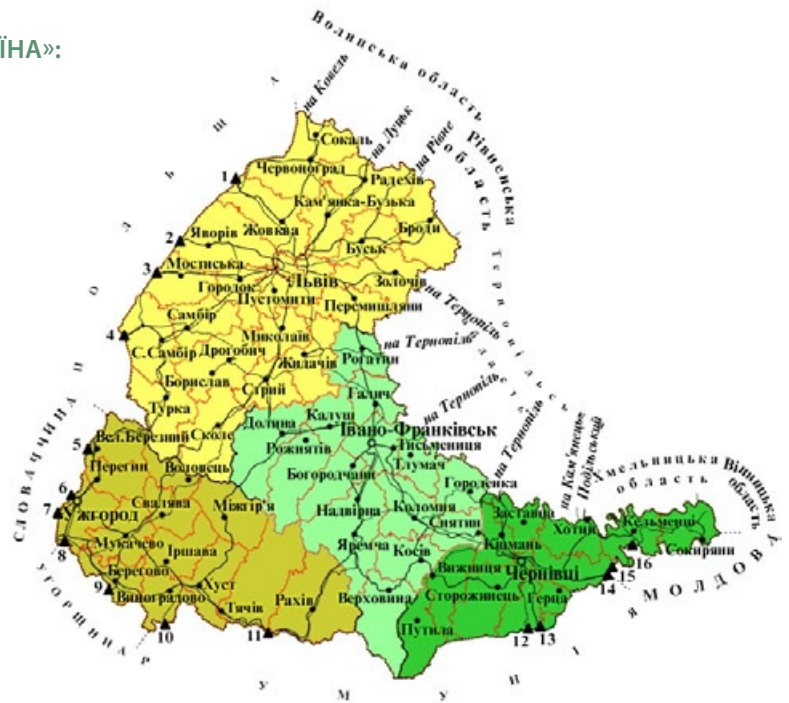 ЇНА»:
Волинська область
Рівненська область
Тернопільська область
Хмельницька область
Вінницька область
ПОЛЬЩА
СЛОВАЧЧИНА
УГОРЩИНА
РУМУНІЯ
МОЛДОВА
на Ковель
на Луцьк
на Рівне
Сокаль
Червоноград
Радехів
1
Кам'янка-Бузька
Броди
Жовква
Яворів
2
Буськ
3
Мостиська
Львів
Золочів
Городок
Пустомити
Перемишляни
на Тернопіль
Самбір
4
Миколаїв
на Тернопіль
С.Самбір
Дрогобич
Жидачів
Рогатин
Борислав
Стрий
на Тернопіль
Турка
Галич
Сколе
Долина
Калуш
Івано-Франківськ
на Тернопіль
на Кам'янець-
Подільський
5
Вел.Березний
Рожнятів
Тисьмениця
Тлумач
Перегин
Воловець
Богородчани
Городенка
6
7
Ужгород
Свалява
Міжгір'я
Надвірна
Коломия
Снятин
Заставна
Хотин
Кельменці
8
Мукачево
Іршава
Яремча
Косів
Кіцмань
Сокиряни
16
Берегово
Вижниця
Чернівці
15
9
Виноградово
Хуст
Верховина
Сторожинець
Герца
14
Тячів
Рахів
10
11
Путила
12
13